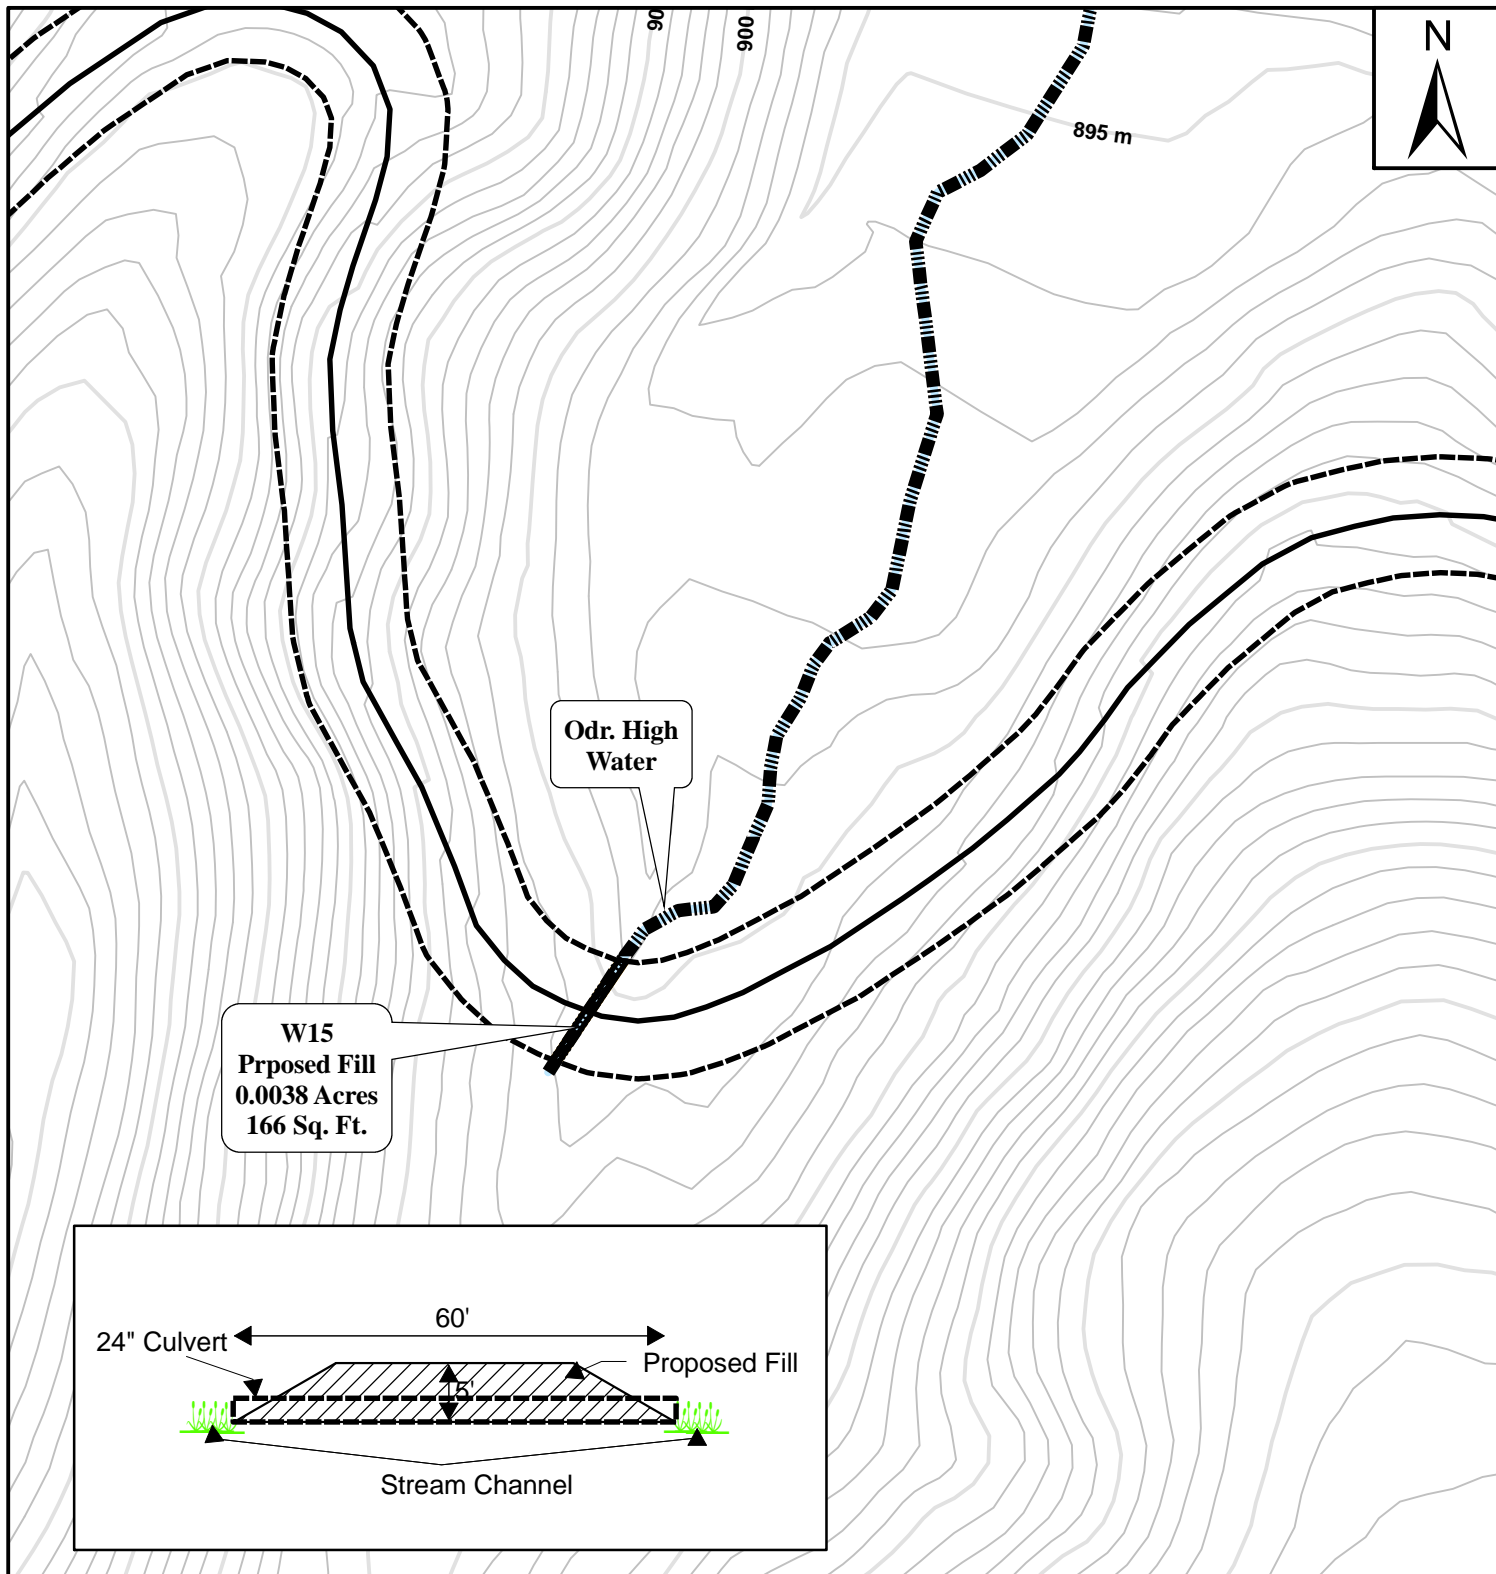 900
N
895 m
Odr. High
Water
W15
Prposed Fill
0.0038 Acres
166 Sq. Ft.
60'
24" Culvert
Proposed Fill
5'
Stream Channel